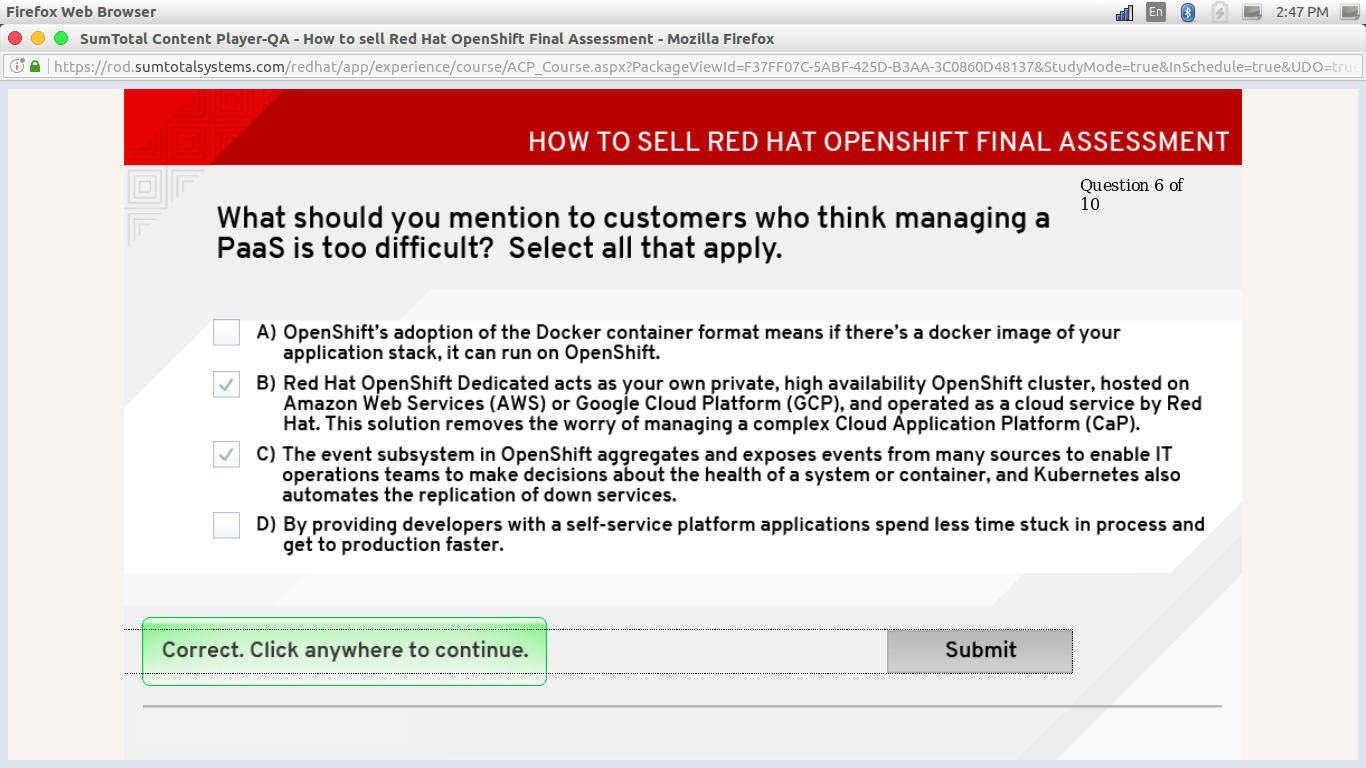 Firefox Web Browser
En
2:47 PM
SumTotal Content Player-QA - How to sell Red Hat OpenShift Final Assessment - Mozilla Firefox
https://rod.sumtotalsystems.com/redhat/app/experience/course/ACP_Course.aspx?PackageViewId=F37FF07C-5ABF-425D-B3AA-3C0860D48137&StudyMode=true&InSchedule=true&UDO=true
HOW TO SELL RED HAT OPENSHIFT FINAL ASSESSMENT
Question 6 of
10
What should you mention to customers who think managing a
PaaS is too difficult? Select all that apply.
A) OpenShift's adoption of the Docker container format means if there's a docker image of your
application stack, it can run on OpenShift.
B) Red Hat OpenShift Dedicated acts as your own private, high availability OpenShift cluster, hosted on
Amazon Web Services (AWS) or Google Cloud Platform (GCP), and operated as a cloud service by Red
Hat. This solution removes the worry of managing a complex Cloud Application Platform (CaP).
C) The event subsystem in OpenShift aggregates and exposes events from many sources to enable IT
operations teams to make decisions about the health of a system or container, and Kubernetes also
automates the replication of down services.
D) By providing developers with a self-service platform applications spend less time stuck in process and
get to production faster.
Correct. Click anywhere to continue.
Submit